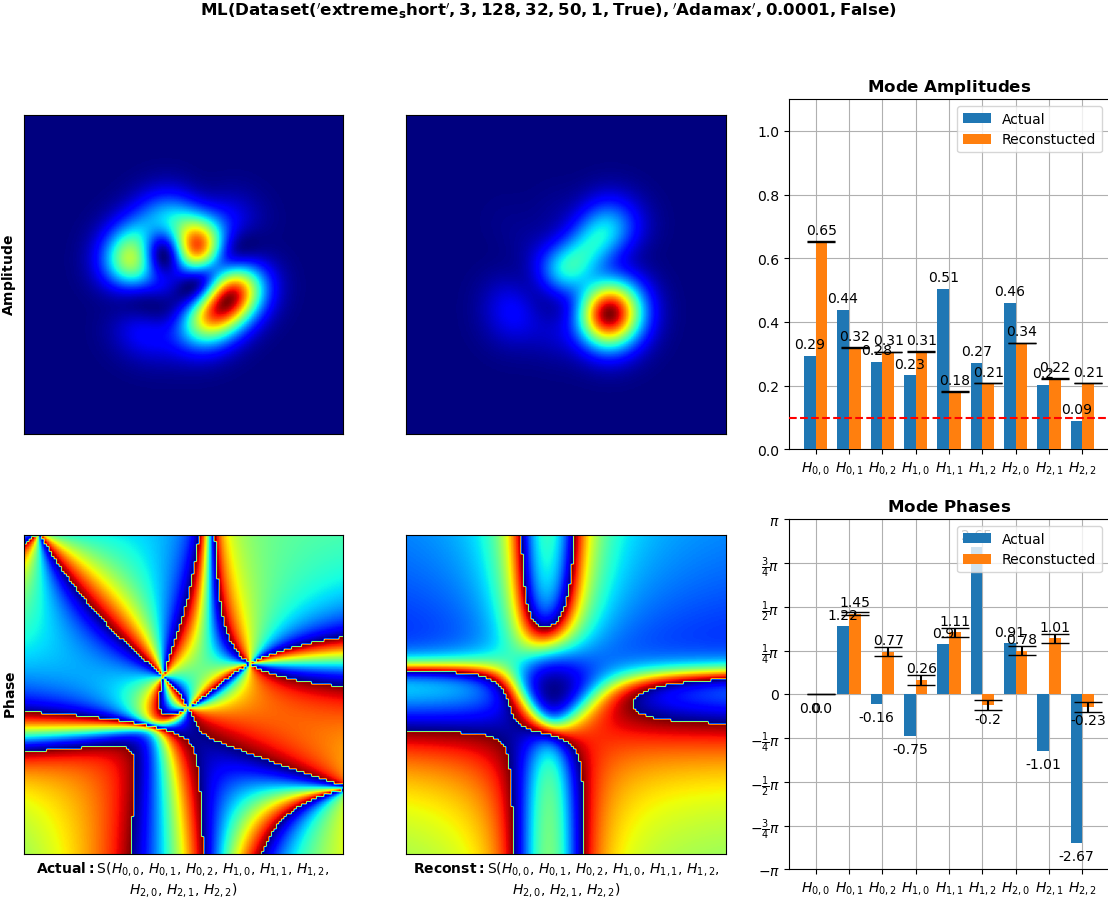 ML(Dataset('extreme_short', 3, 128, 32, 50, 1, True), 'Adamax', 0.0001, False)
Amplitude
Mode Amplitudes
Actual
Reconstucted
1.0
0.8
0.6
0.4
0.2
0.0
0.29
0.65
0.44
0.32
0.28
0.31
0.23
0.31
0.51
0.18
0.27
0.21
0.46
0.34
0.2
0.22
0.09
0.21
H0,0 H0,1 H0,2 H1,0 H1,1 H1,2 H2,0 H2,1 H2,2
Phase
Actual: S(H0,0, H0,1, H0,2, H1,0, H1,1, H1,2,
H2,0, H2,1, H2,2)
Reconst: S(H0,0, H0,1, H0,2, H1,0, H1,1, H1,2,
H2,0, H2,1, H2,2)
Mode Phases
Actual
Reconstucted
π
3/4π
1/2π
1/4π
0
−1/4π
−1/2π
−3/4π
−π
0.0
1.22
1.45
-0.16
0.77
-0.75
0.26
1.11
-0.2
0.91
0.78
-1.01
1.01
-2.67
-0.23
H0,0 H0,1 H0,2 H1,0 H1,1 H1,2 H2,0 H2,1 H2,2